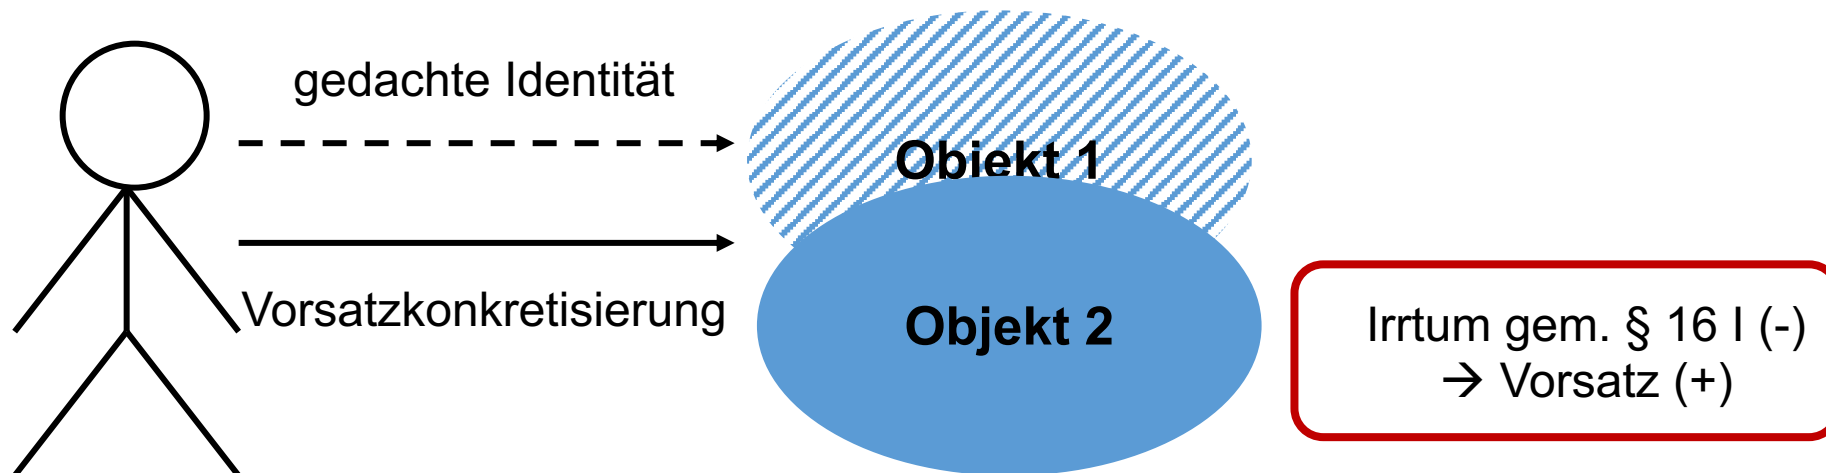 gedachte Identität
Objekt 1
Vorsatzkonkretisierung
Objekt 2
Irrtum gem. § 16 I (-)
→ Vorsatz (+)